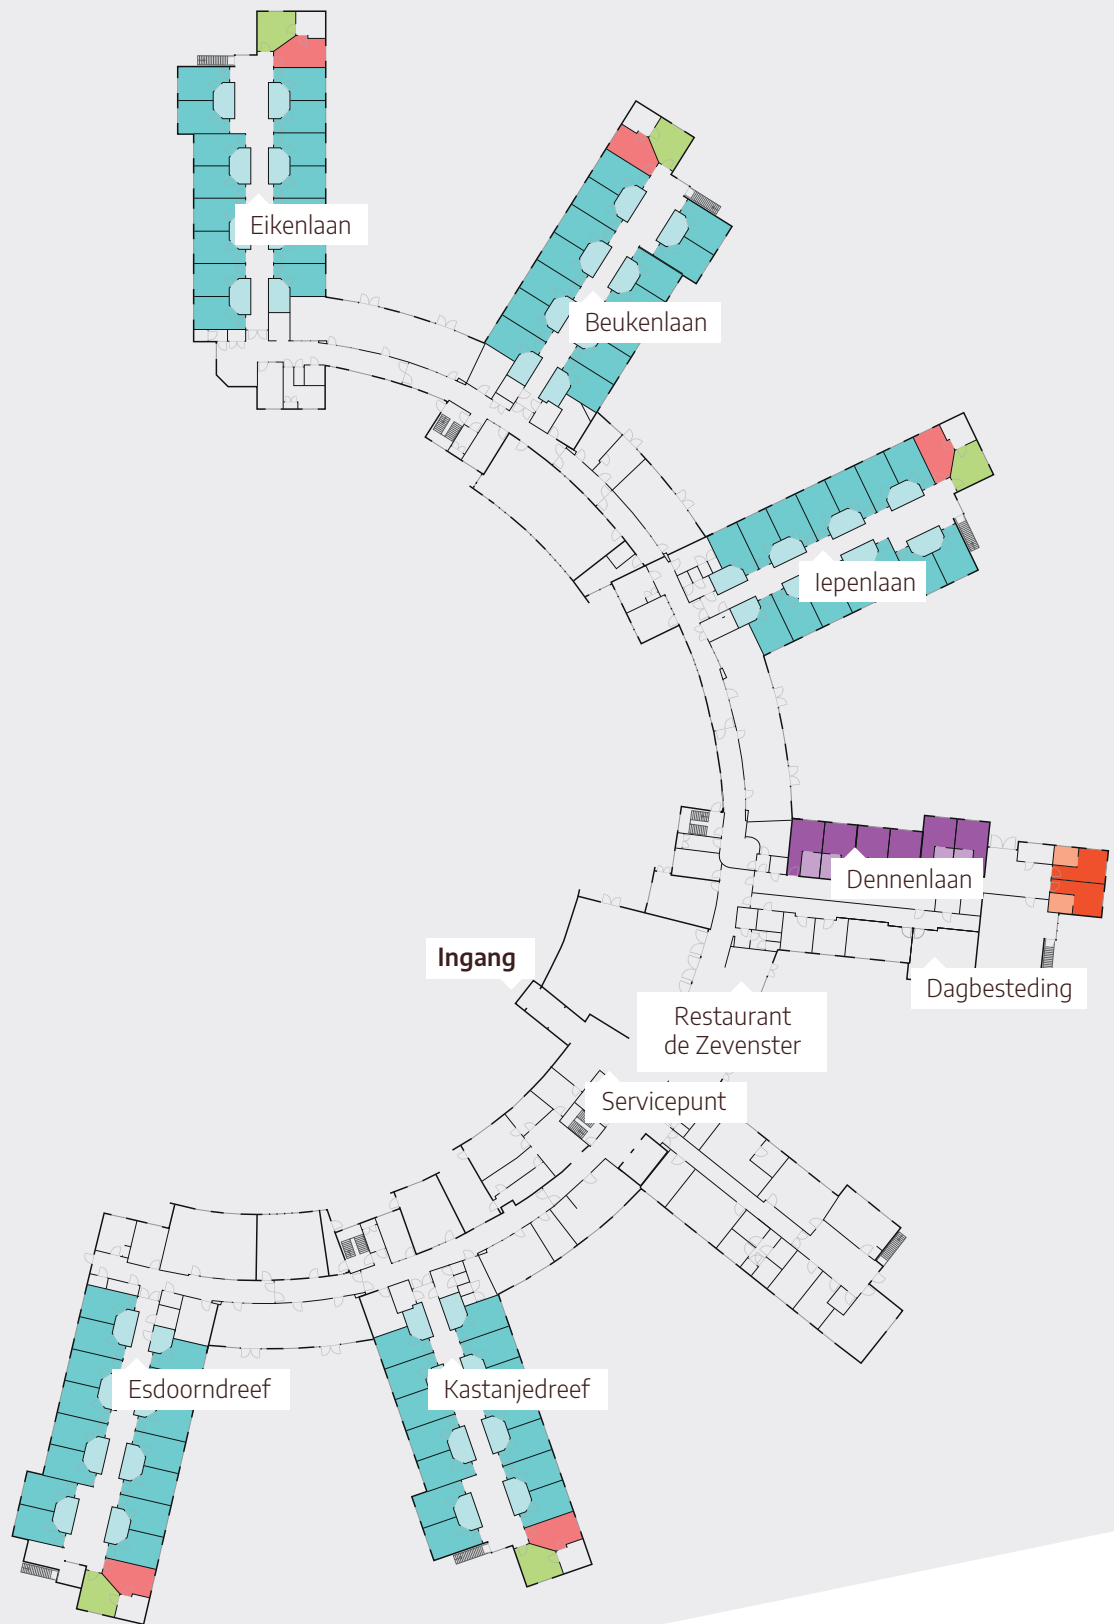 Eikenlaan
Beukenlaan
Iepenlaan
Dennenlaan
Ingang
Dagbesteding
Restaurant
de Zevenster
Servicepunt
Esdoorndreef
Kastanjedreef